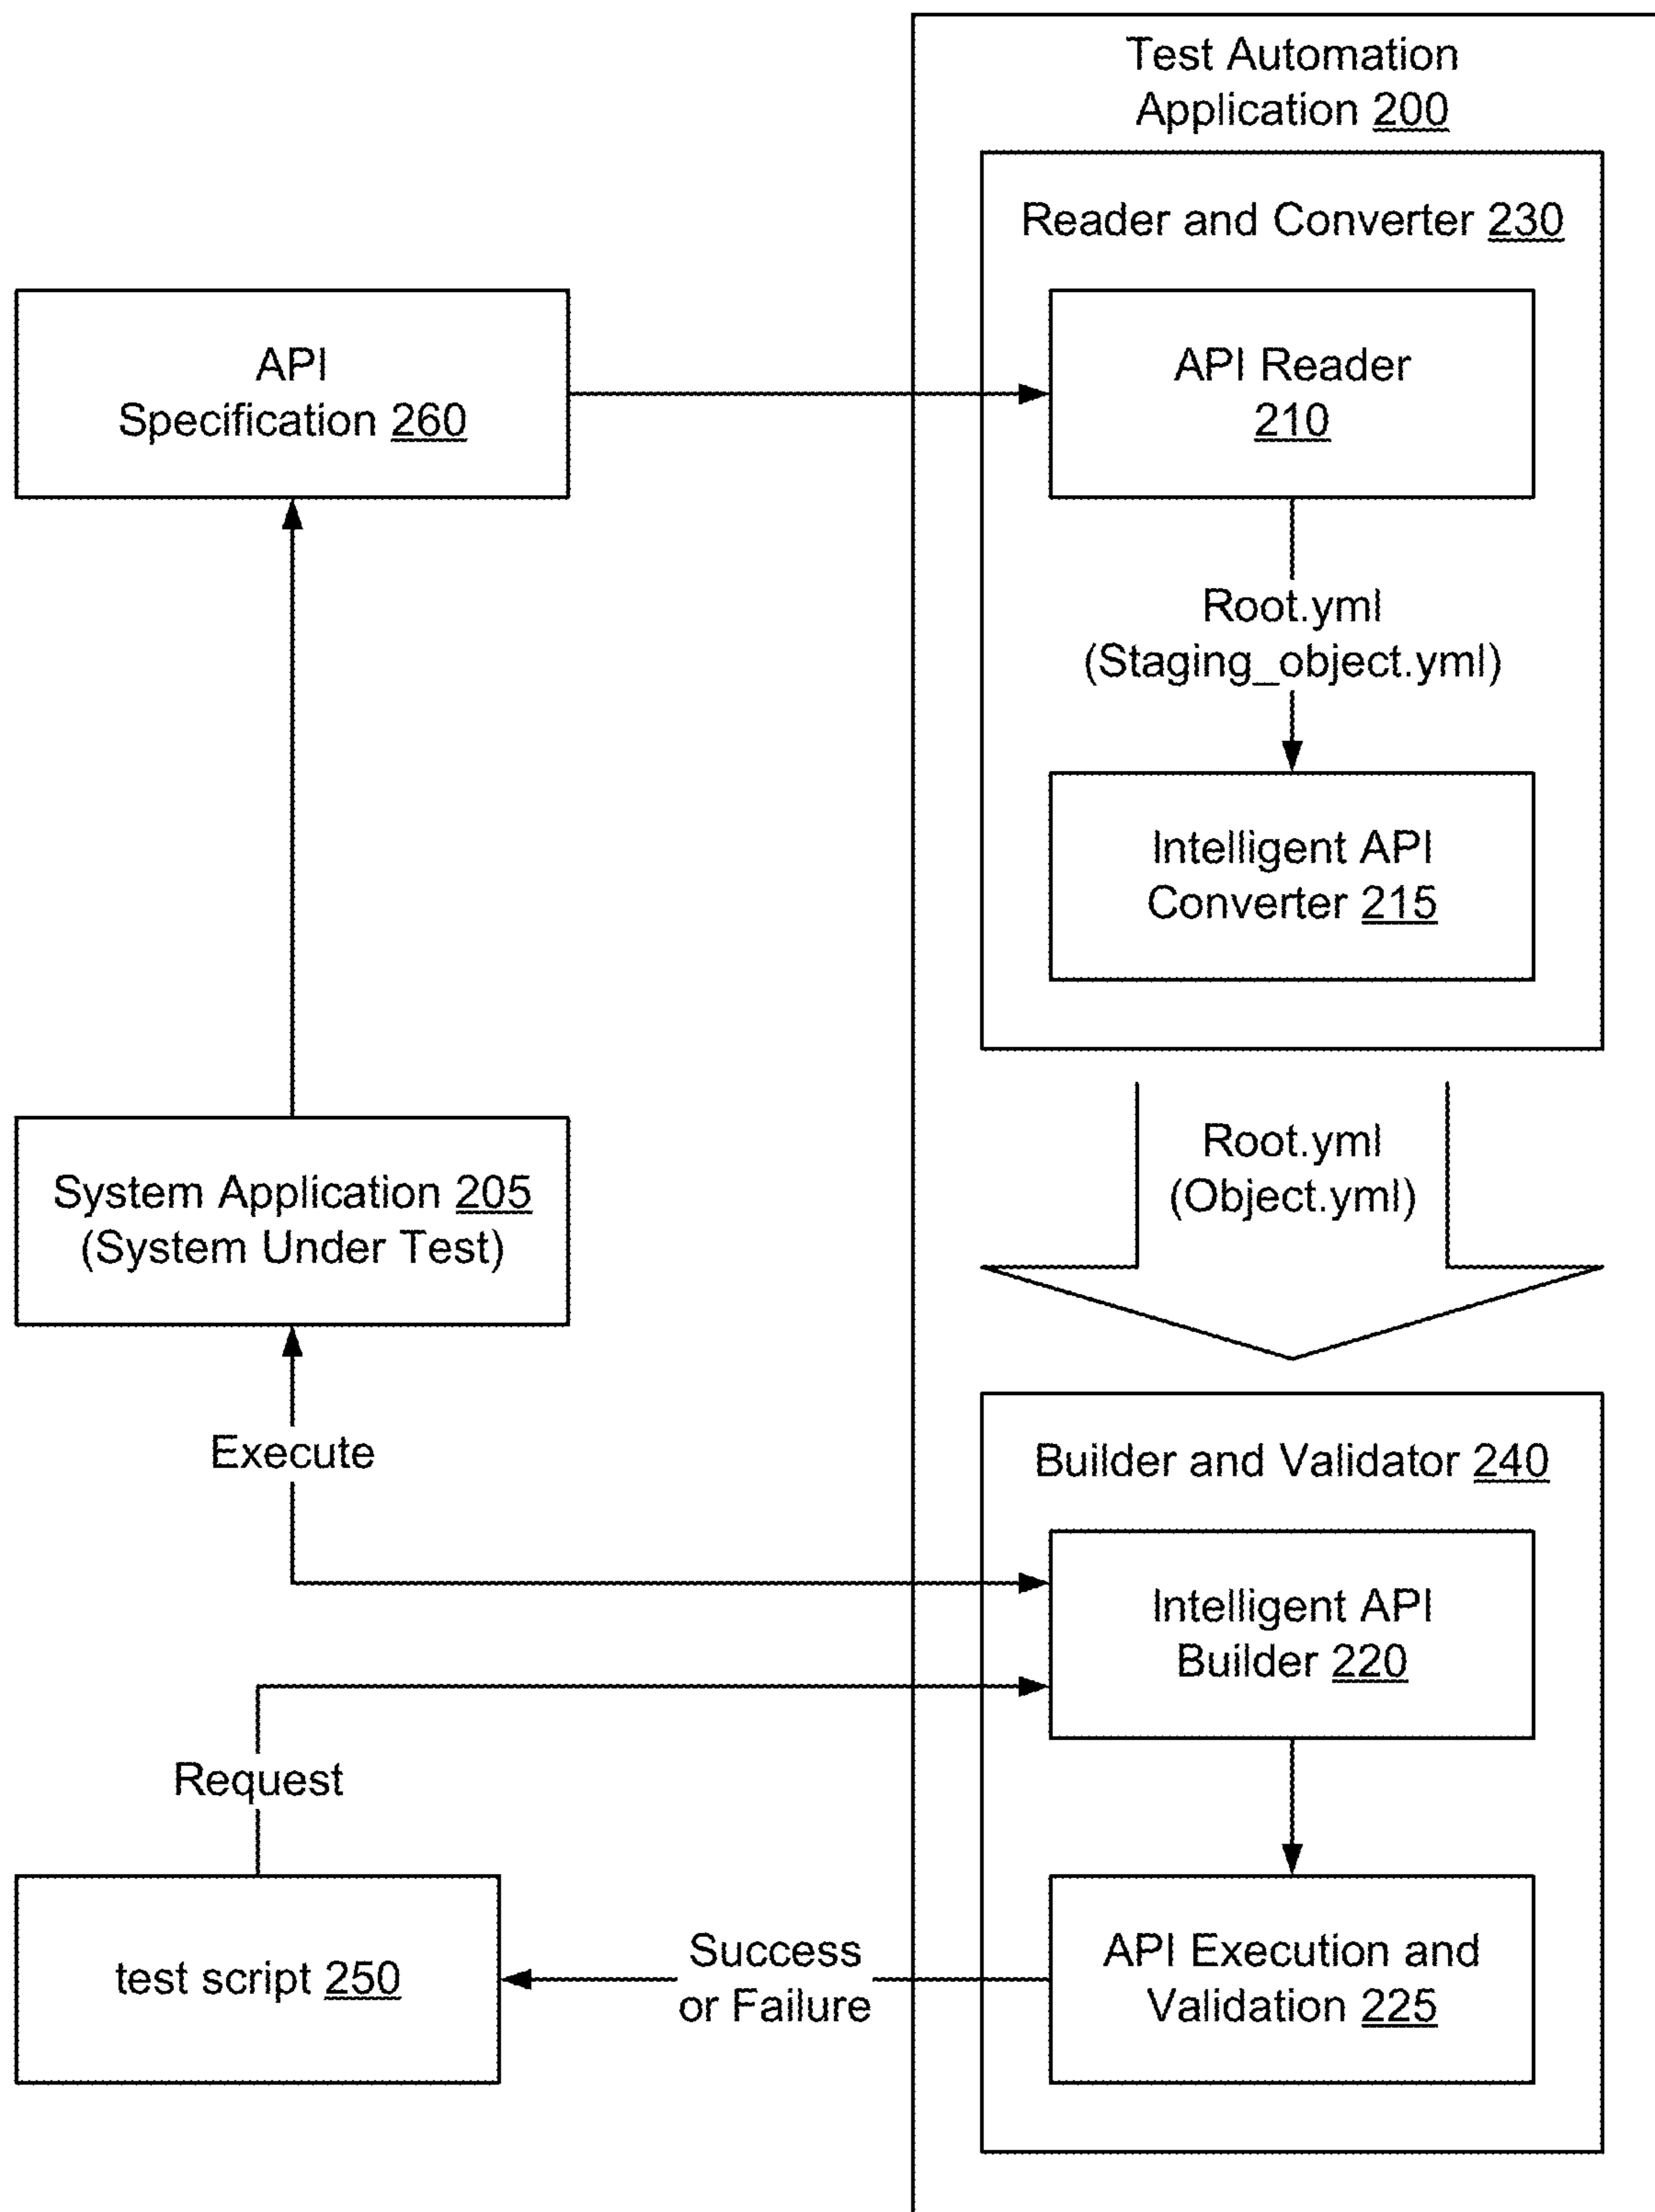 Test Automation
Application 200
Reader and Converter 230
API
Specification 260
API Reader
210
Root.yml
(Staging_object.yml)
Intelligent API
Converter 215
Root.yml
(Object.yml)
System Application 205
(System Under Test)
Execute
Builder and Validator 240
Intelligent API
Builder 220
Request
test script 250
Success
or Failure
API Execution and
Validation 225